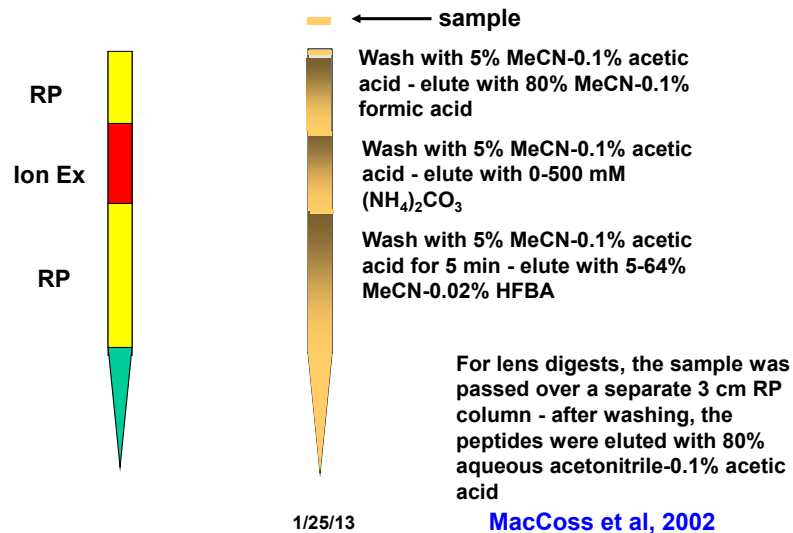 sample
RP
Ion Ex
RP
Wash with 5% MeCN-0.1% acetic
acid - elute with 80% MeCN-0.1%
formic acid
Wash with 5% MeCN-0.1% acetic
acid - elute with 0-500 mM
(NH₄)₂CO₃
Wash with 5% MeCN-0.1% acetic
acid for 5 min - elute with 5-64%
MeCN-0.02% HFBA
For lens digests, the sample was
passed over a separate 3 cm RP
column - after washing, the
peptides were eluted with 80%
aqueous acetonitrile-0.1% acetic
acid
1/25/13
MacCoss et al, 2002